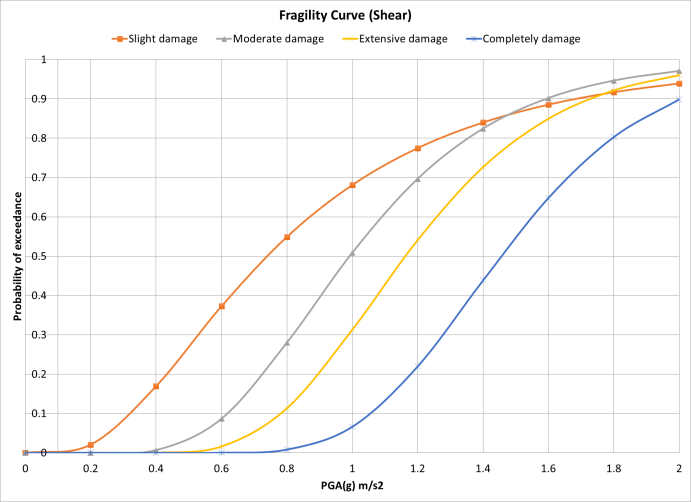 Fragility Curve (Shear)
Slight damage Moderate damage Extensive damage Completely damage
Probability of exceedance
1
0.9
0.8
0.7
0.6
0.5
0.4
0.3
0.2
0.1
0
0 0.2 0.4 0.6 0.8 1 1.2 1.4 1.6 1.8 2
PGA(g) m/s2